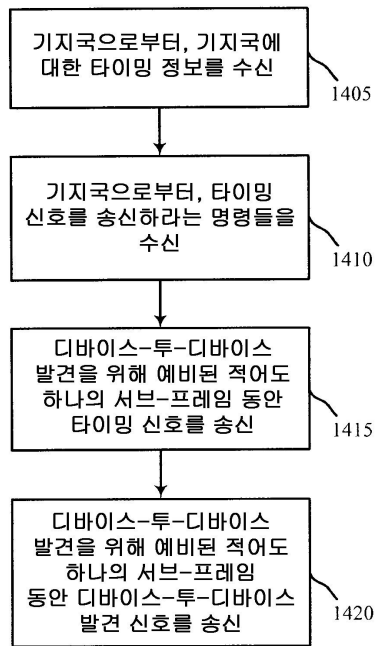 기지국으로부터, 기지국에
대한 타이밍 정보를 수신
1405
기지국으로부터, 타이밍
신호를 송신하라는 명령들을
수신
1410
디바이스-투-디바이스
발견을 위해 예비된 적어도
하나의 서브-프레임 동안
타이밍 신호를 송신
1415
디바이스-투-디바이스
발견을 위해 예비된 적어도
하나의 서브-프레임
동안 디바이스-투-디바이스
발견 신호를 송신
1420